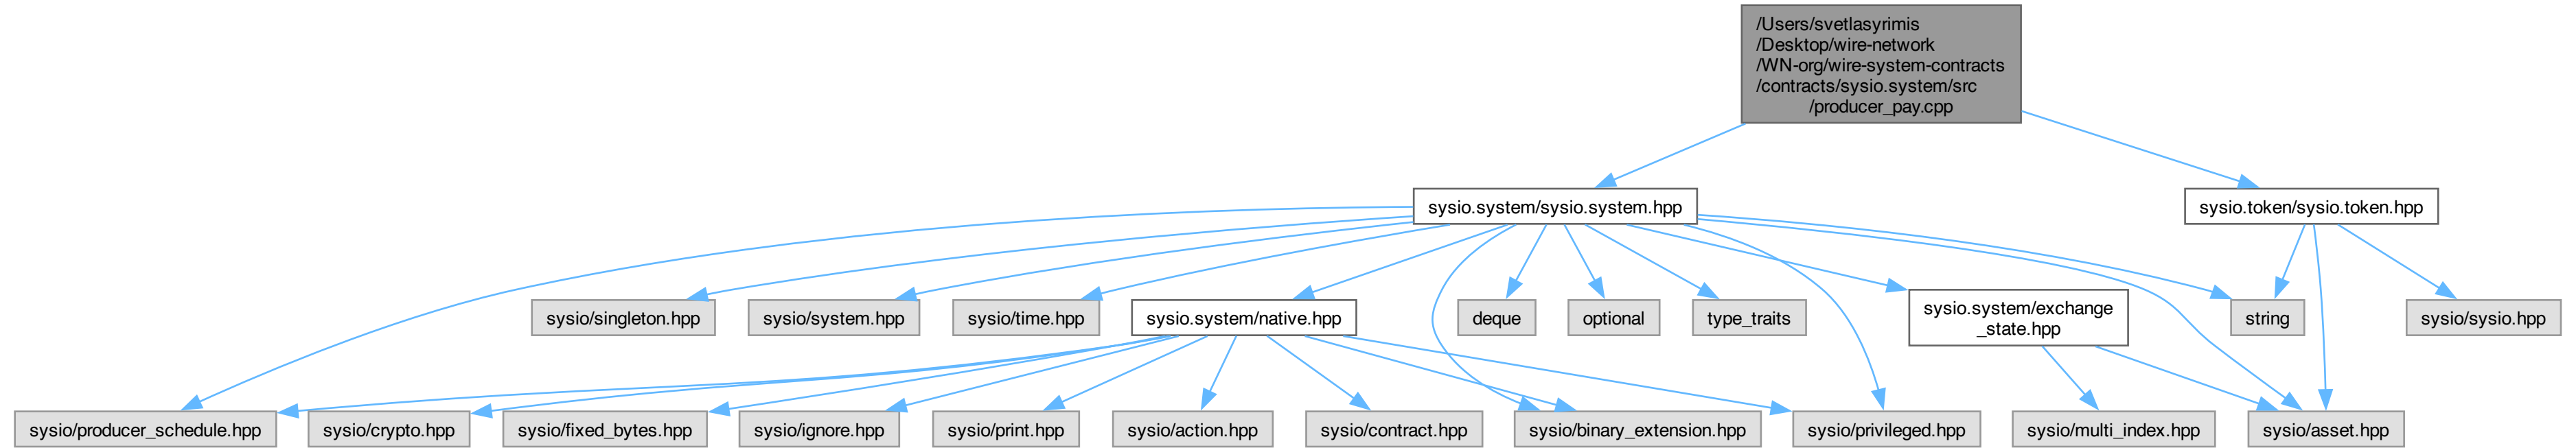 /Users/svetlasyrimis
/Desktop/wire-network
/WN-org/wire-system-contracts
/contracts/sysio.system/src
/producer_pay.cpp
sysio.system/sysio.system.hpp
sysio.token/sysio.token.hpp
sysio/singleton.hpp
sysio/system.hpp
sysio/time.hpp
sysio.system/native.hpp
deque
optional
type_traits
sysio.system/exchange
_state.hpp
string
sysio/sysio.hpp
sysio/producer_schedule.hpp
sysio/crypto.hpp
sysio/fixed_bytes.hpp
sysio/ignore.hpp
sysio/print.hpp
sysio/action.hpp
sysio/contract.hpp
sysio/binary_extension.hpp
sysio/privileged.hpp
sysio/multi_index.hpp
sysio/asset.hpp